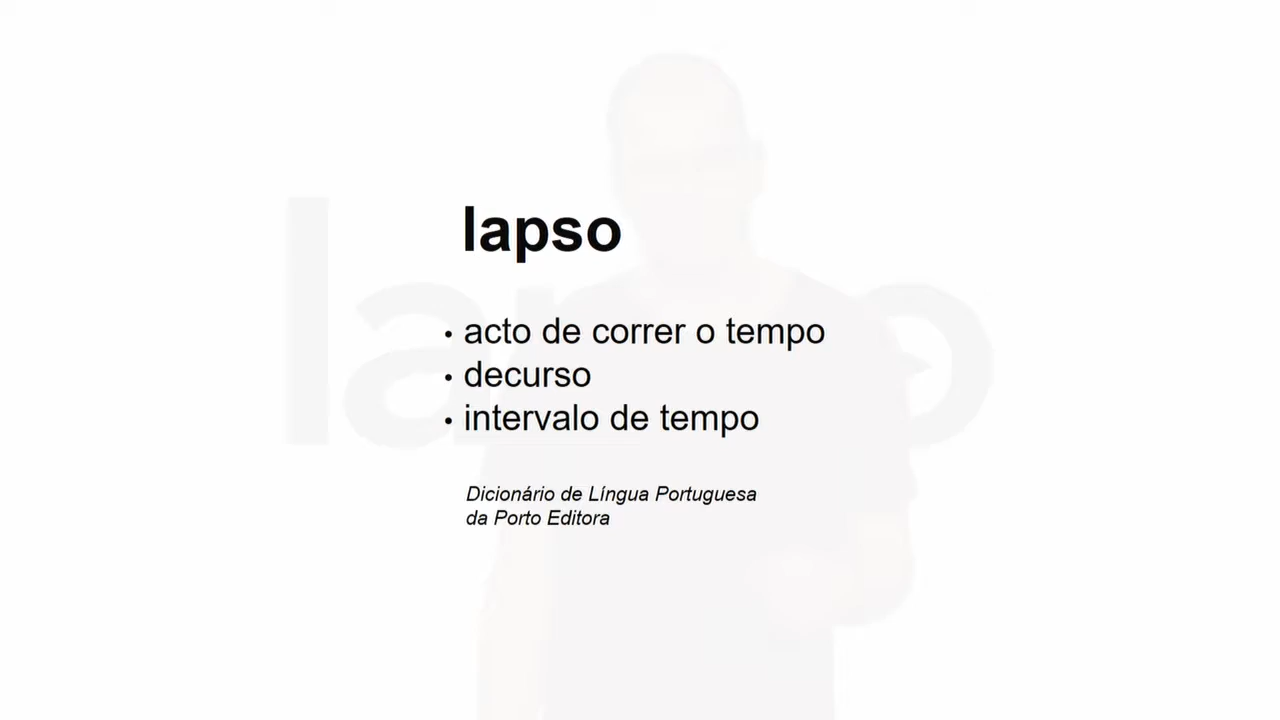 lapso
• acto de correr o tempo
• decurso
• intervalo de tempo
Dicionário de Língua Portuguesa
da Porto Editora